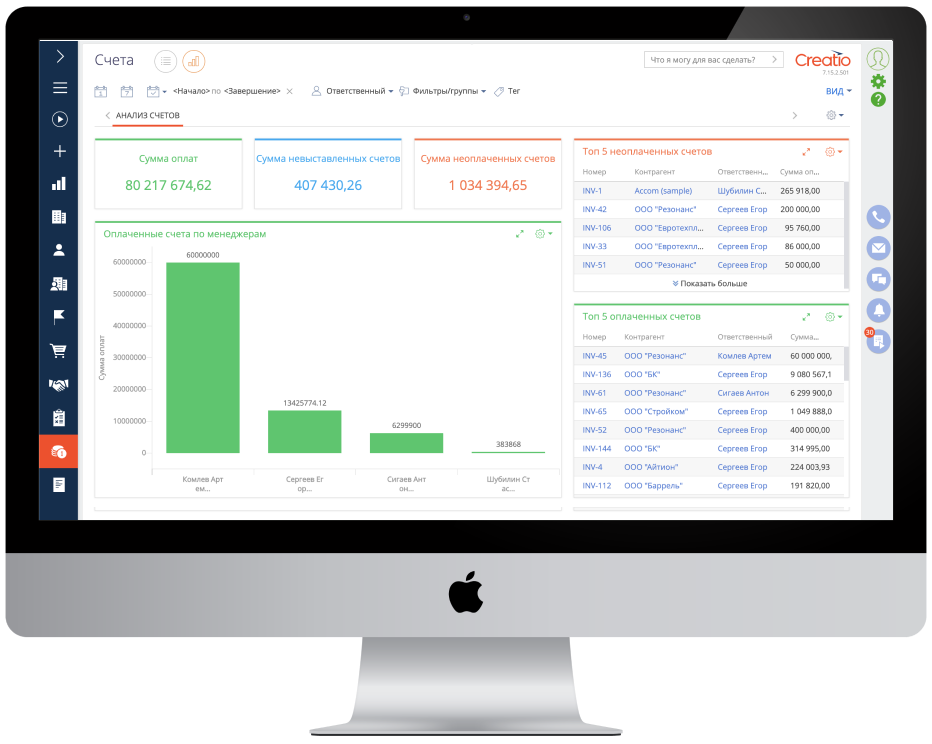 Счета
Что я могу для вас сделать?
Creatio
7.15.2.501
1
7
<Начало> по <Завершение>
Ответственный
Фильтры/группы
Тег
ВИД
АНАЛИЗ СЧЕТОВ
Сумма оплат
80 217 674,62
Сумма невыставленных счетов
407 430,26
Сумма неоплаченных счетов
1 034 394,65
Оплаченные счета по менеджерам
Сумма оплат
60000000
50000000
40000000
30000000
20000000
10000000
0
60000000
13425774.12
6299900
383868
Комлев Арт
ем...
Сергеев Ег
ор...
Сигаев Ант
он...
Шубилин Ст
ас...
Топ 5 неоплаченных счетов
Номер Контрагент Ответственн... Сумма оп...
INV-1 Accom (sample) Шубилин С... 265 918,00
INV-42 ООО "Резонанс" Сергеев Егор 200 000,00
INV-106 ООО "Евротехпл... Сергеев Егор 95 760,00
INV-33 ООО "Евротехпл... Сергеев Егор 86 000,00
INV-51 ООО "Резонанс" Сергеев Егор 50 000,00
Показать больше
Топ 5 оплаченных счетов
Номер Контрагент Ответственный Сумма...
INV-45 ООО "Резонанс" Комлев Артем 60 000 000,
INV-136 ООО "БК" Сергеев Егор 9 080 567,1
INV-61 ООО "Резонанс" Сигаев Антон 6 299 900,0
INV-65 ООО "Стройком" Сергеев Егор 1 049 888,0
INV-52 ООО "Резонанс" Сергеев Егор 400 000,00
INV-144 ООО "БК" Сергеев Егор 314 995,00
INV-4 ООО "Айтион" Сергеев Егор 224 003,93
INV-112 ООО "Баррель" Сергеев Егор 191 820,00
?
30